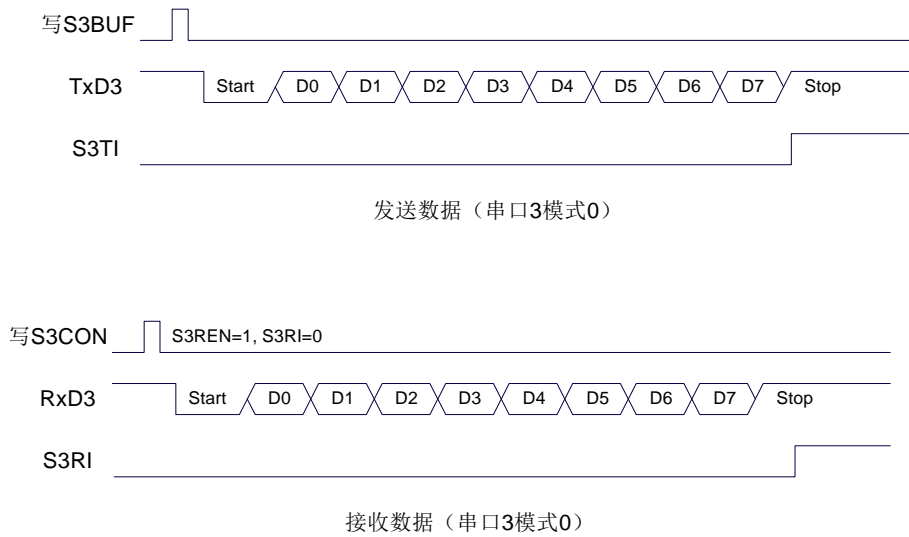 写S3BUF
TxD3 Start D0 D1 D2 D3 D4 D5 D6 D7 Stop
S3TI
发送数据（串口3模式0）
写S3CON S3REN=1, S3RI=0
RxD3 Start D0 D1 D2 D3 D4 D5 D6 D7 Stop
S3RI
接收数据（串口3模式0）